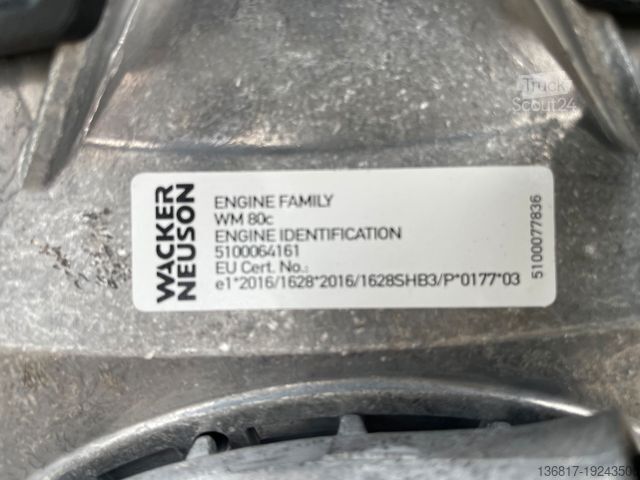 Truck
Scout24
WACKER
NEUSON
ENGINE FAMILY
WM 80c
ENGINE IDENTIFICATION
5100064161
EU Cert. No.:
e1*2016/1628*2016/1628SHB3/P*0177*03
5100077836
136817-1924350